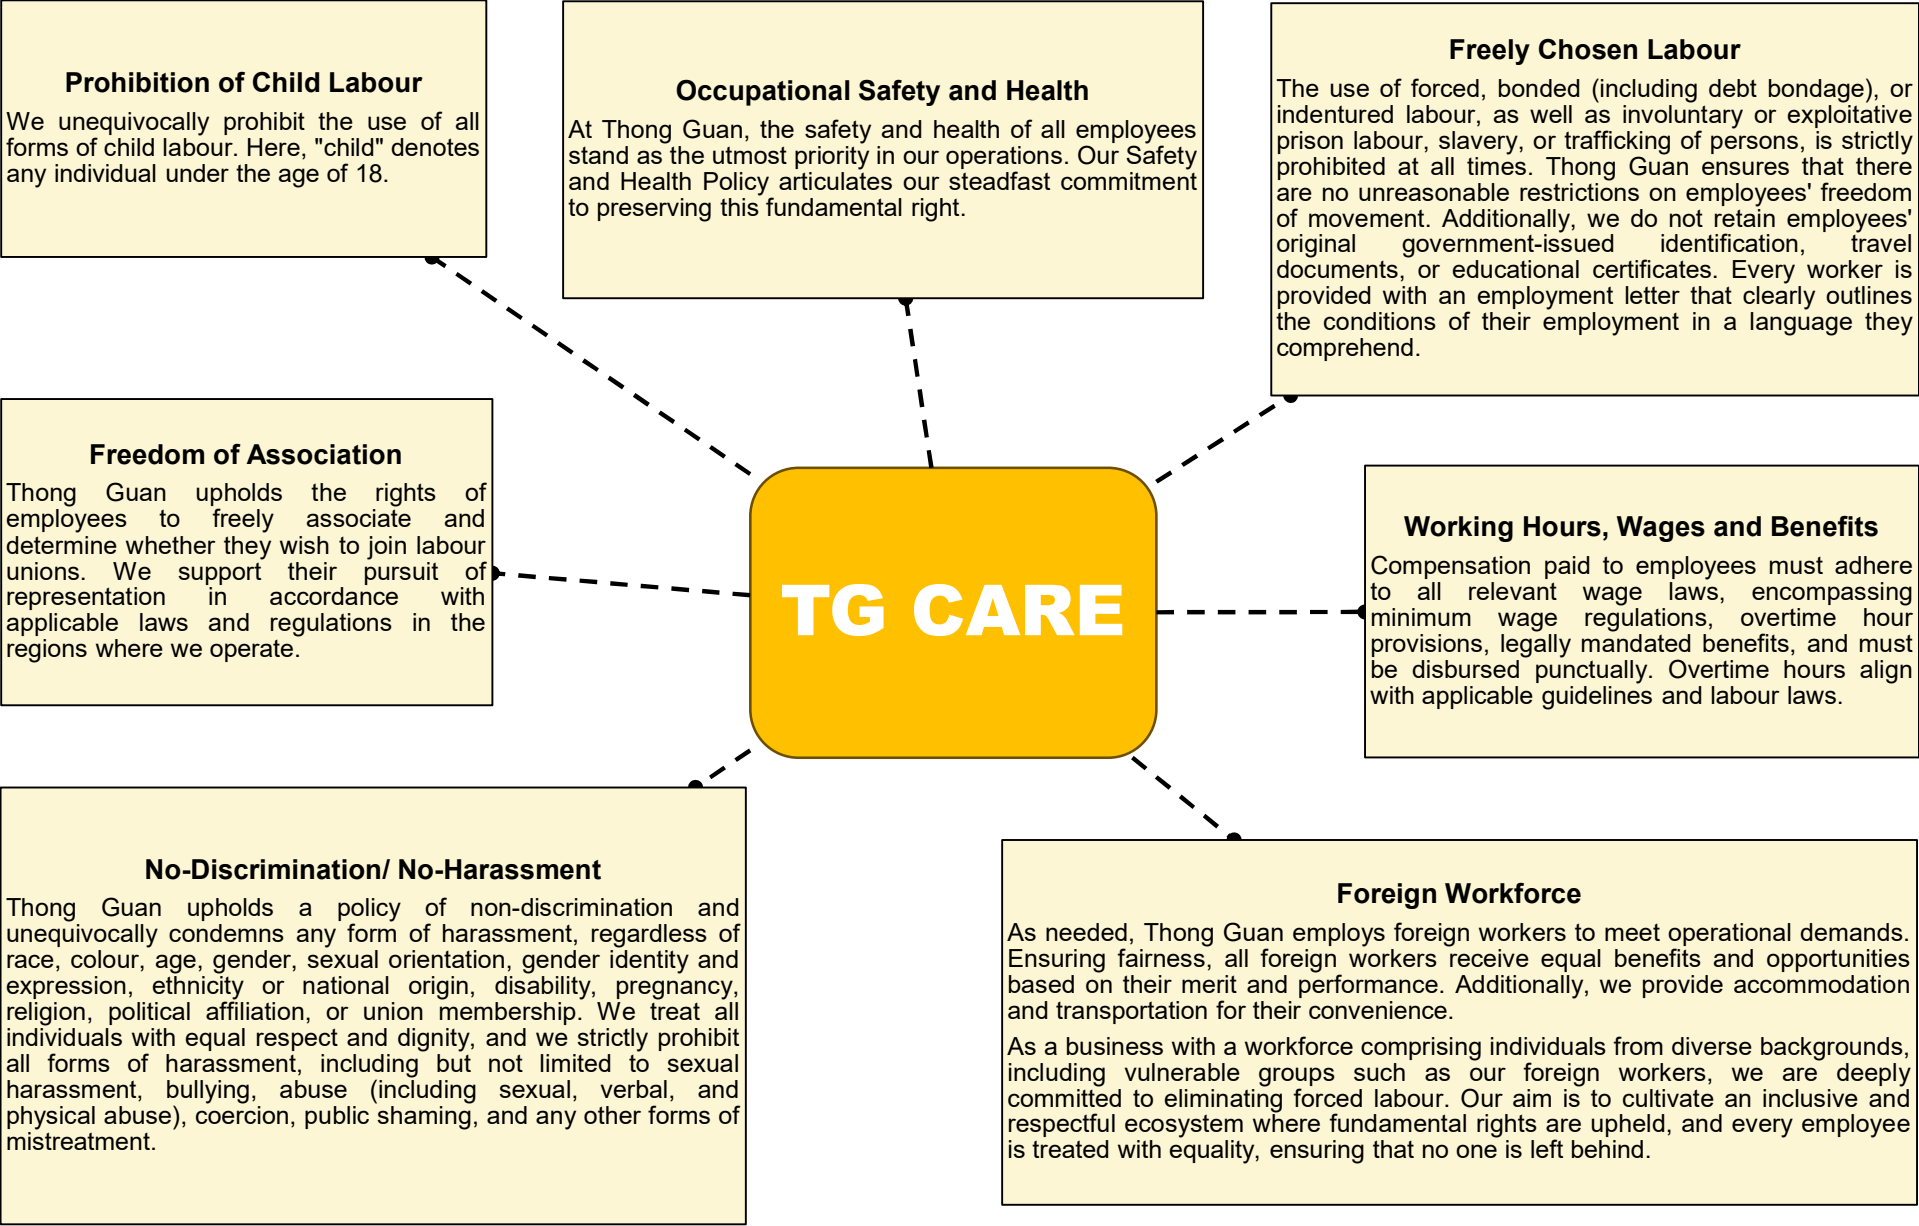 Prohibition of Child Labour
We unequivocally prohibit the use of all
forms of child labour. Here, "child" denotes
any individual under the age of 18.
Occupational Safety and Health
At Thong Guan, the safety and health of all employees
stand as the utmost priority in our operations. Our Safety
and Health Policy articulates our steadfast commitment
to preserving this fundamental right.
Freely Chosen Labour
The use of forced, bonded (including debt bondage), or
indentured labour, as well as involuntary or exploitative
prison labour, slavery, or trafficking of persons, is strictly
prohibited at all times. Thong Guan ensures that there
are no unreasonable restrictions on employees' freedom
of movement. Additionally, we do not retain employees'
original government-issued identification, travel
documents, or educational certificates. Every worker is
provided with an employment letter that clearly outlines
the conditions of their employment in a language they
comprehend.
Freedom of Association
Thong Guan upholds the rights of
employees to freely associate and
determine whether they wish to join labour
unions. We support their pursuit of
representation in accordance with
applicable laws and regulations in the
regions where we operate.
TG CARE
Working Hours, Wages and Benefits
Compensation paid to employees must adhere
to all relevant wage laws, encompassing
minimum wage regulations, overtime hour
provisions, legally mandated benefits, and must
be disbursed punctually. Overtime hours align
with applicable guidelines and labour laws.
No-Discrimination/ No-Harassment
Thong Guan upholds a policy of non-discrimination and
unequivocally condemns any form of harassment, regardless of
race, colour, age, gender, sexual orientation, gender identity and
expression, ethnicity or national origin, disability, pregnancy,
religion, political affiliation, or union membership. We treat all
individuals with equal respect and dignity, and we strictly prohibit
all forms of harassment, including but not limited to sexual
harassment, bullying, abuse (including sexual, verbal, and
physical abuse), coercion, public shaming, and any other forms of
mistreatment.
Foreign Workforce
As needed, Thong Guan employs foreign workers to meet operational demands.
Ensuring fairness, all foreign workers receive equal benefits and opportunities
based on their merit and performance. Additionally, we provide accommodation
and transportation for their convenience.
As a business with a workforce comprising individuals from diverse backgrounds,
including vulnerable groups such as our foreign workers, we are deeply
committed to eliminating forced labour. Our aim is to cultivate an inclusive and
respectful ecosystem where fundamental rights are upheld, and every employee
is treated with equality, ensuring that no one is left behind.